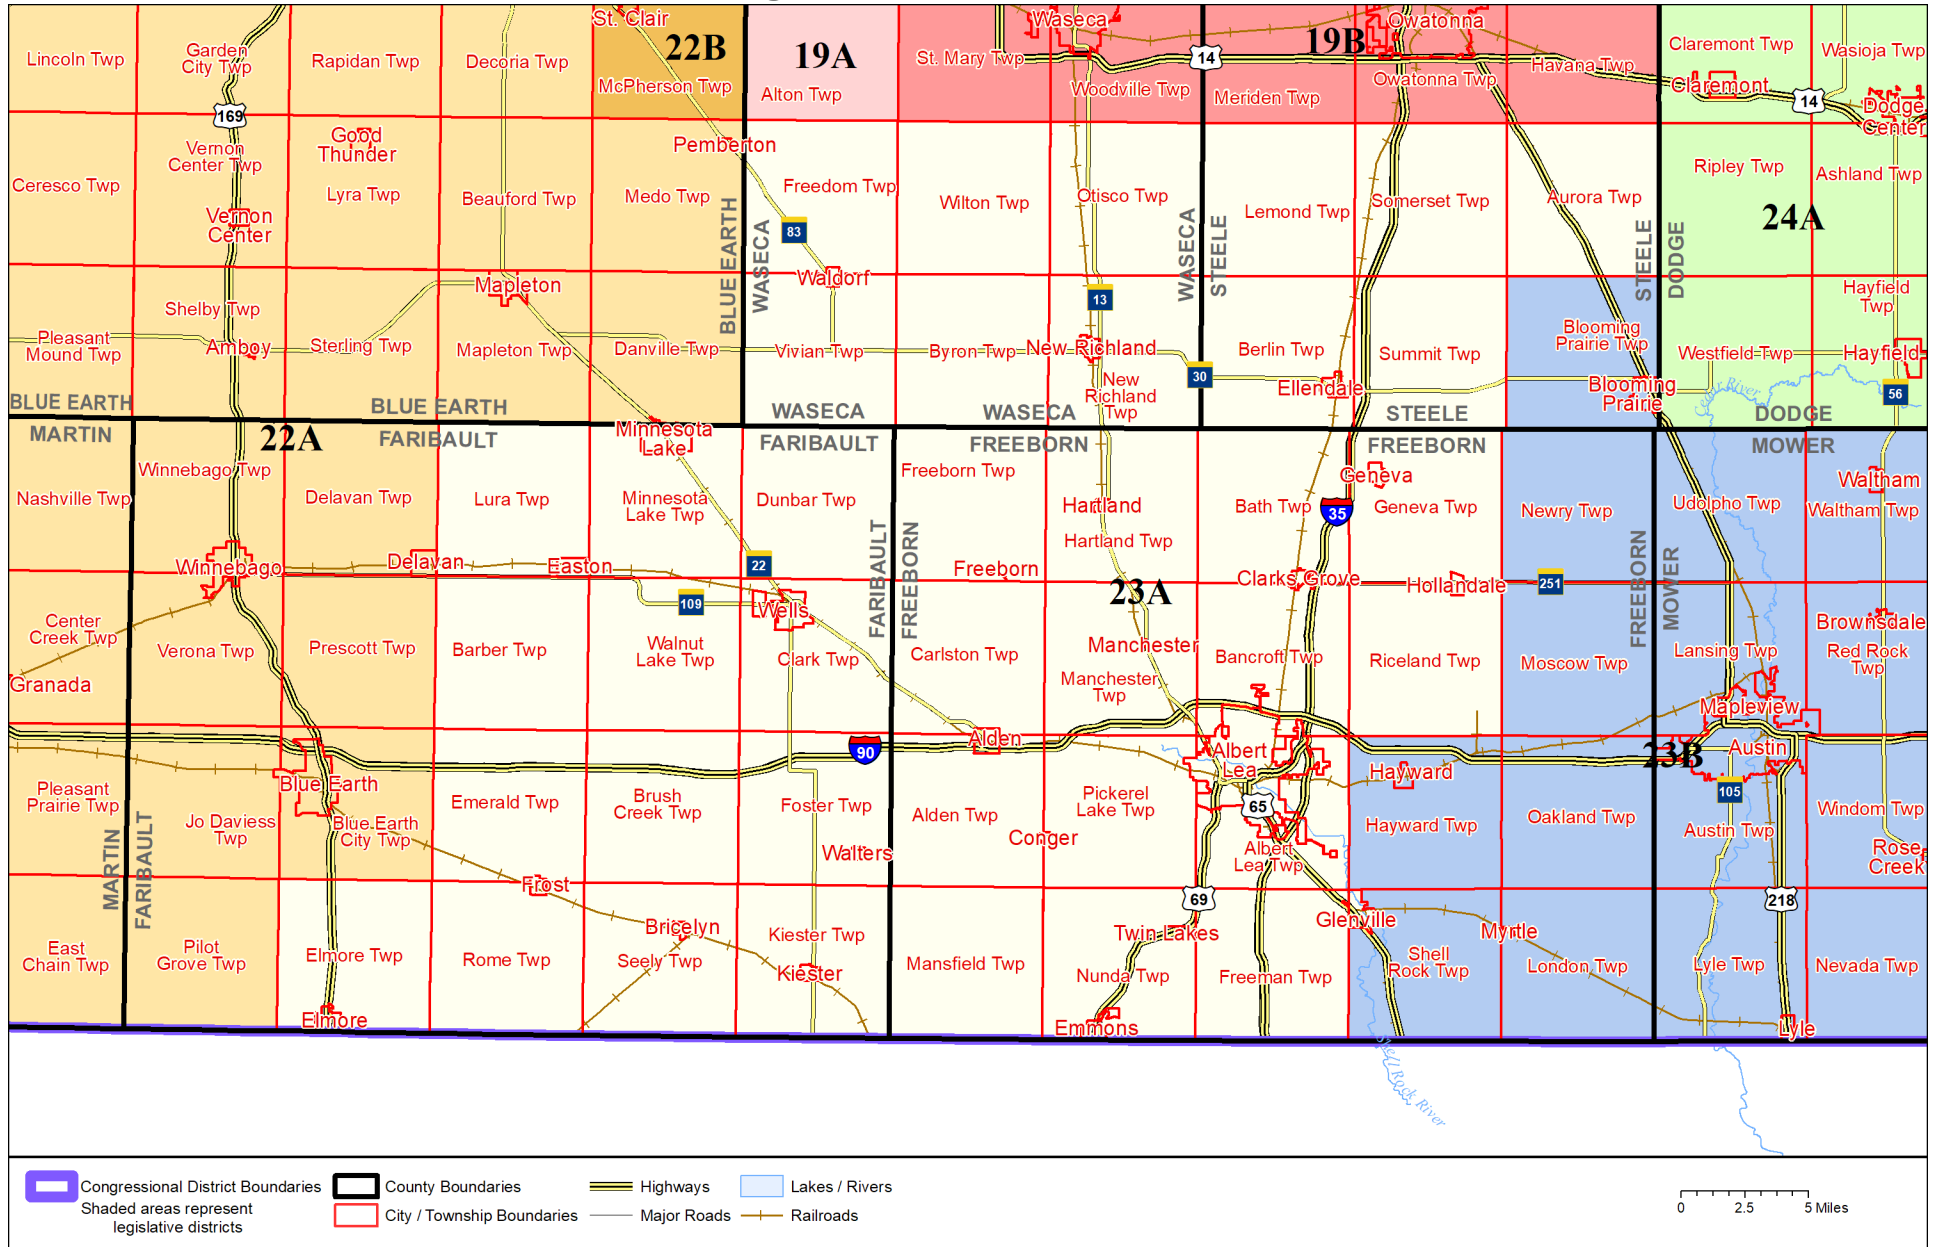 St. Clair
22B
19A
Waseca
Owatonna
19B
Lincoln Twp
Garden
City Twp
Rapidan Twp
Decoria Twp
McPherson Twp
Alton Twp
St. Mary Twp
Woodville Twp
14
Meriden Twp
Owatonna Twp
Havana Twp
Claremont Twp
Wasioja Twp
Claremont
14
Dodge
Center
169
Vernon
Center Twp
Good
Thunder
Pemberton
Ceresco Twp
Lyra Twp
Beauford Twp
Medo Twp
Freedom Twp
Wilton Twp
Otisco Twp
Lemond Twp
Somerset Twp
Aurora Twp
Ripley Twp
Ashland Twp
24A
Vernon
Center
83
BLUE EARTH
WASECA
WASECA
STEELE
STEELE
DODGE
Mapleton
Waldorf
13
Hayfield
Twp
Shelby Twp
Pleasant
Mound Twp
Amboy
Sterling Twp
Mapleton Twp
Danville Twp
Vivian Twp
Byron Twp
New Richland
Berlin Twp
Summit Twp
Blooming
Prairie Twp
Westfield Twp
Hayfield
30
Ellendale
New
Richland
Twp
Blooming
Prairie
Cedar River
56
BLUE EARTH
BLUE EARTH
WASECA
WASECA
STEELE
DODGE
MARTIN
22A
FARIBAULT
Minnesota
Lake
FARIBAULT
FREEBORN
FREEBORN
MOWER
Winnebago Twp
Nashville Twp
Delavan Twp
Lura Twp
Minnesota
Lake Twp
Dunbar Twp
Freeborn Twp
Hartland
Bath Twp
Geneva
35
Geneva Twp
Newry Twp
Udolpho Twp
Waltham
Waltham Twp
Hartland Twp
FARIBAULT
FREEBORN
FREEBORN
MOWER
Winnebago
Delavan
Easton
22
Freeborn
Clarks Grove
Hollandale
251
23A
109
Wells
Center
Creek Twp
Verona Twp
Prescott Twp
Barber Twp
Walnut
Lake Twp
Clark Twp
Carlston Twp
Manchester
Manchester
Twp
Bancroft Twp
Riceland Twp
Moscow Twp
Lansing Twp
Brownsdale
Red Rock
Twp
Granada
Mapleview
90
Alden
Albert
Lea
23B
Austin
Blue Earth
Hayward
105
Pleasant
Prairie Twp
Jo Daviess
Twp
Blue Earth
City Twp
Emerald Twp
Brush
Creek Twp
Foster Twp
Alden Twp
Pickerel
Lake Twp
65
Hayward Twp
Oakland Twp
Austin Twp
Windom Twp
Conger
Walters
Albert
Lea Twp
Rose
Creek
MARTIN
FARIBAULT
Frost
69
218
Bricelyn
Twin Lakes
Glenville
Myrtle
East
Chain Twp
Pilot
Grove Twp
Elmore Twp
Rome Twp
Seely Twp
Kiester Twp
Kiester
Mansfield Twp
Nunda Twp
Freeman Twp
Shell
Rock Twp
London Twp
Lyle Twp
Nevada Twp
Elmore
Emmons
Lyle
Shell Rock River
Congressional District Boundaries
County Boundaries
Highways
Lakes / Rivers
Shaded areas represent
legislative districts
City / Township Boundaries
Major Roads
Railroads
0 2.5 5 Miles